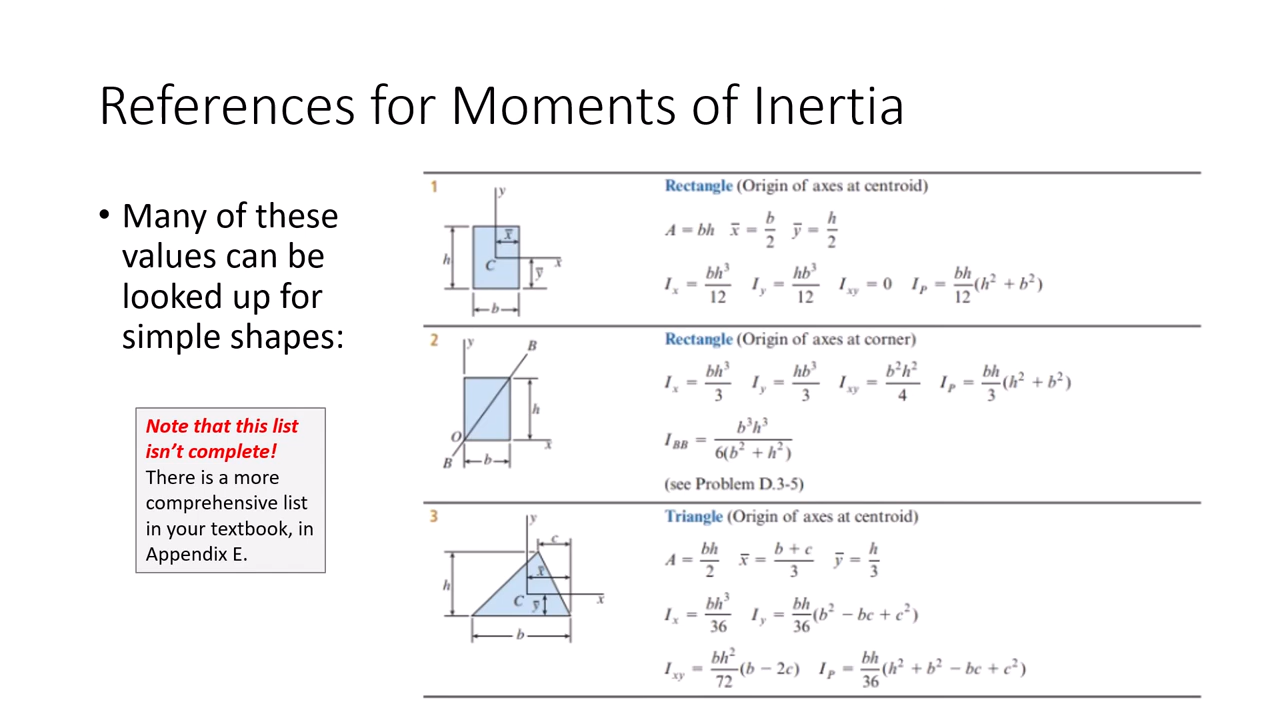 References for Moments of Inertia
• Many of these
values can be
looked up for
simple shapes:
Note that this list
isn’t complete!
There is a more
comprehensive list
in your textbook, in
Appendix E.
1
y
x̅
h
C
x
y̅
b
Rectangle (Origin of axes at centroid)
A = bh x̅ = b/2 y̅ = h/2
I_x = bh³/12 I_y = hb³/12 I_xy = 0 I_P = bh/12(h² + b²)
2
y
B
h
O
x
B
b
Rectangle (Origin of axes at corner)
I_x = bh³/3 I_y = hb³/3 I_xy = b²h²/4 I_P = bh/3(h² + b²)
I_BB = b³h³/6(b² + h²)
(see Problem D.3-5)
3
y
c
x̅
h
C
y̅
x
b
Triangle (Origin of axes at centroid)
A = bh/2 x̅ = b + c/3 y̅ = h/3
I_x = bh³/36 I_y = bh/36(b² − bc + c²)
I_xy = bh²/72(b − 2c) I_P = bh/36(h² + b² − bc + c²)